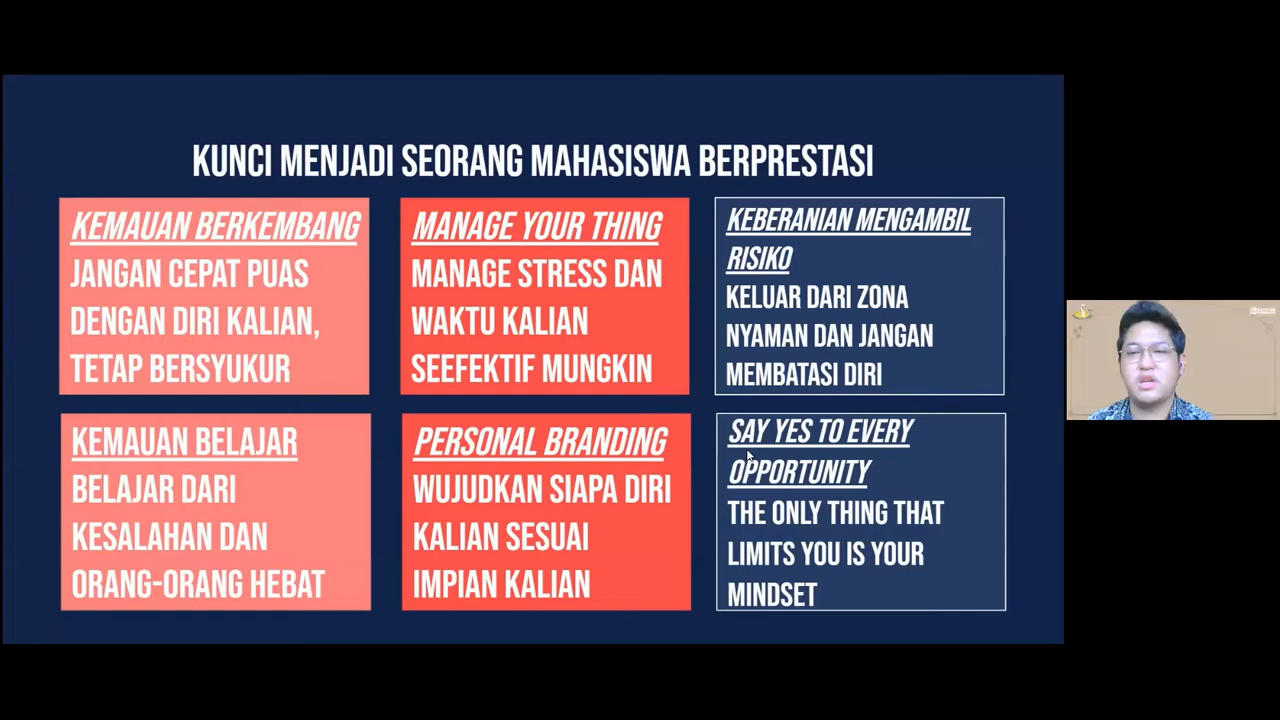 KUNCI MENJADI SEORANG MAHASISWA BERPRESTASI
KEMAUAN BERKEMBANG
JANGAN CEPAT PUAS
DENGAN DIRI KALIAN,
TETAP BERSYUKUR
MANAGE YOUR THING
MANAGE STRESS DAN
WAKTU KALIAN
SEEFEKTIF MUNGKIN
KEBERANIAN MENGAMBIL
RISIKO
KELUAR DARI ZONA
NYAMAN DAN JANGAN
MEMBATASI DIRI
KEMAUAN BELAJAR
BELAJAR DARI
KESALAHAN DAN
ORANG-ORANG HEBAT
PERSONAL BRANDING
WUJUDKAN SIAPA DIRI
KALIAN SESUAI
IMPIAN KALIAN
SAY YES TO EVERY
OPPORTUNITY
THE ONLY THING THAT
LIMITS YOU IS YOUR
MINDSET